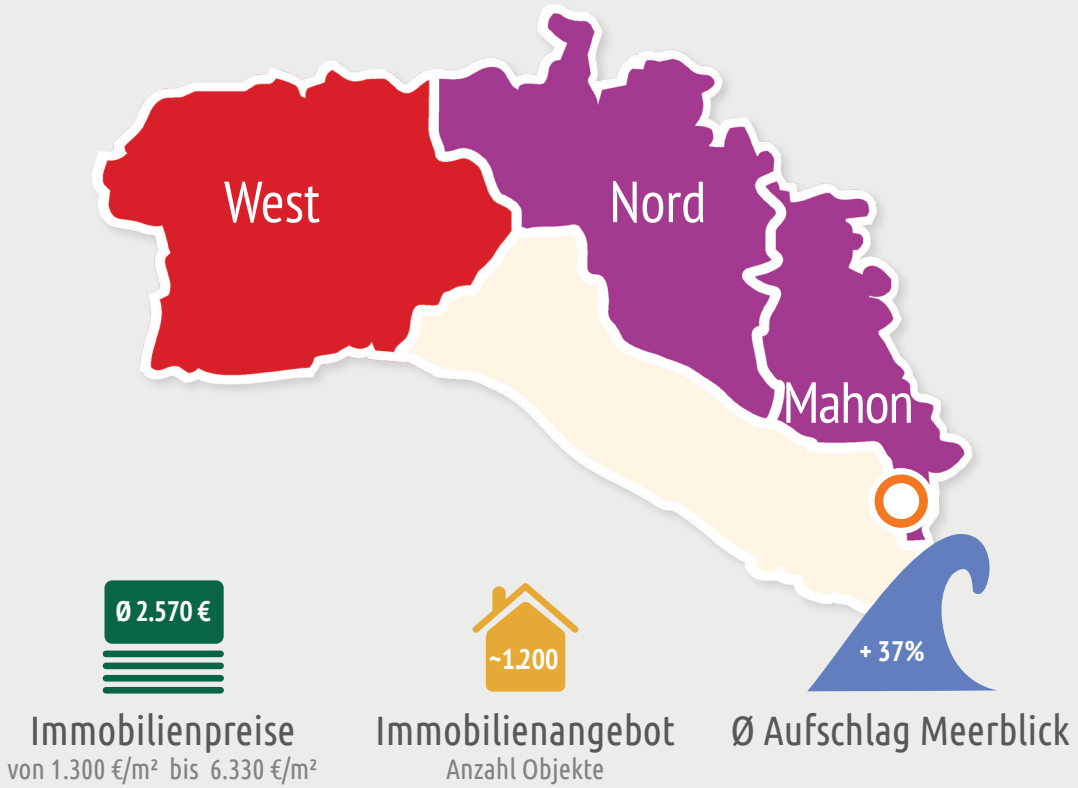 West
Nord
Mahon
Ø 2.570 €
~1.200
+ 37%
Immobilienpreise
von 1.300 €/m² bis 6.330 €/m²
Immobilienangebot
Anzahl Objekte
Ø Aufschlag Meerblick